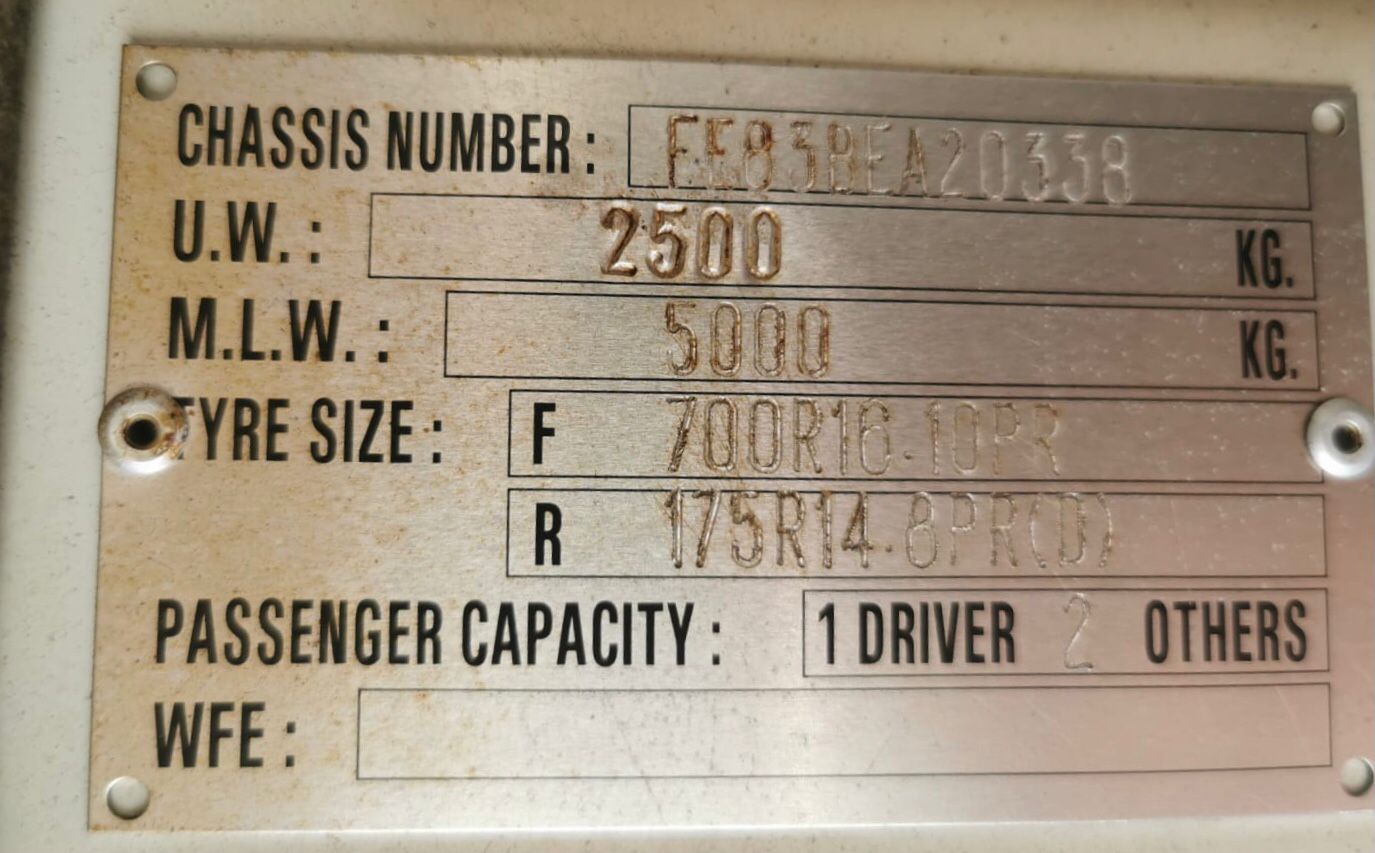 CHASSIS NUMBER : FE83BEA20338
U.W. : 2500 KG.
M.L.W. : 5000 KG.
TYRE SIZE : F 700R16.10PR
R 175R14.8PR(D)
PASSENGER CAPACITY : 1 DRIVER 2 OTHERS
WFE :